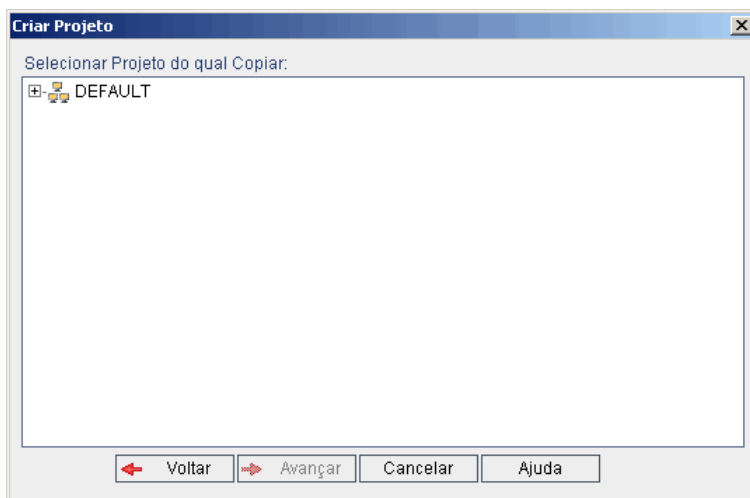 Criar Projeto
Selecionar Projeto do qual Copiar:
DEFAULT
Voltar Avançar Cancelar Ajuda